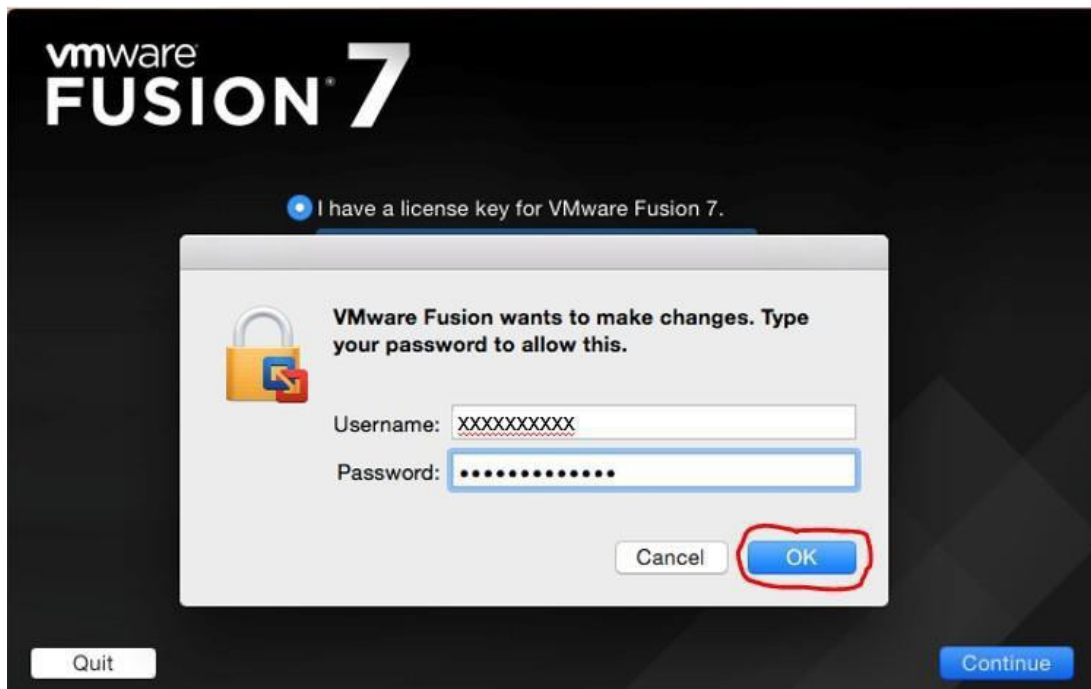 vmware
FUSION® 7
I have a license key for VMware Fusion 7.
VMware Fusion wants to make changes. Type
your password to allow this.
Username: XXXXXXXXXX
Password: •••••••••••••
Cancel OK
Quit Continue